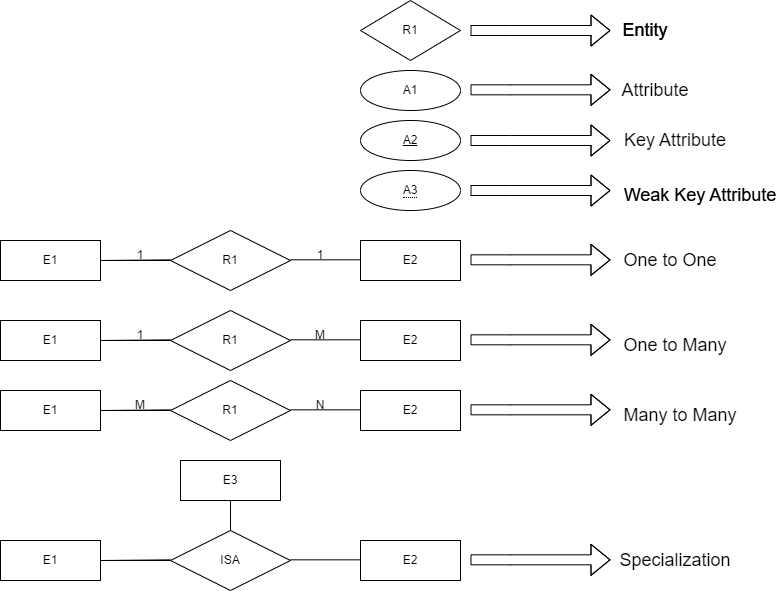 R1 Entity
A1 Attribute
A2 Key Attribute
A3 Weak Key Attribute
E1 1 R1 1 E2 One to One
E1 1 R1 M E2 One to Many
E1 M R1 N E2 Many to Many
E3
E1 ISA E2 Specialization